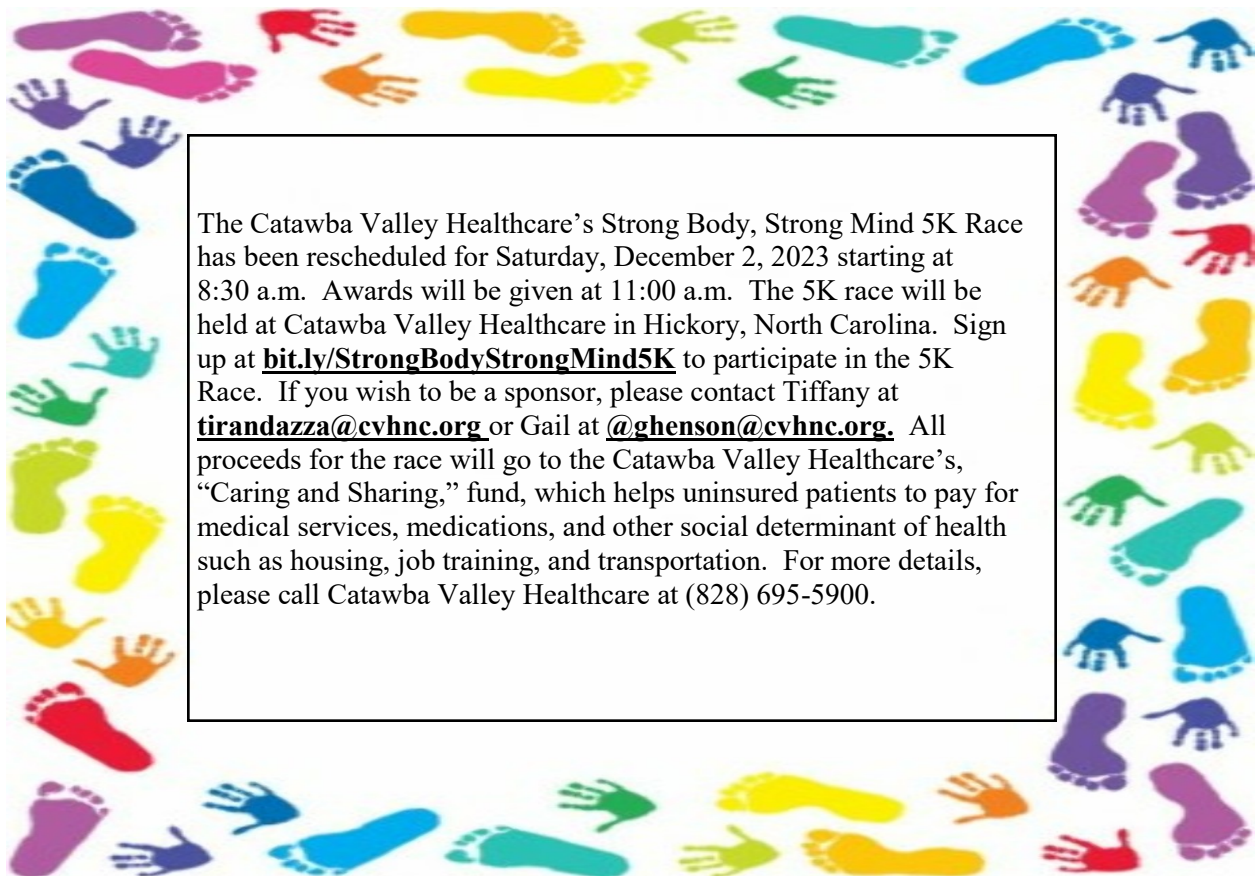 The Catawba Valley Healthcare’s Strong Body, Strong Mind 5K Race
has been rescheduled for Saturday, December 2, 2023 starting at
8:30 a.m.  Awards will be given at 11:00 a.m.  The 5K race will be
held at Catawba Valley Healthcare in Hickory, North Carolina.  Sign
up at bit.ly/StrongBodyStrongMind5K to participate in the 5K
Race.  If you wish to be a sponsor, please contact Tiffany at
tirandazza@cvhnc.org or Gail at @ghenson@cvhnc.org.  All
proceeds for the race will go to the Catawba Valley Healthcare’s,
“Caring and Sharing,” fund, which helps uninsured patients to pay for
medical services, medications, and other social determinant of health
such as housing, job training, and transportation.  For more details,
please call Catawba Valley Healthcare at (828) 695-5900.